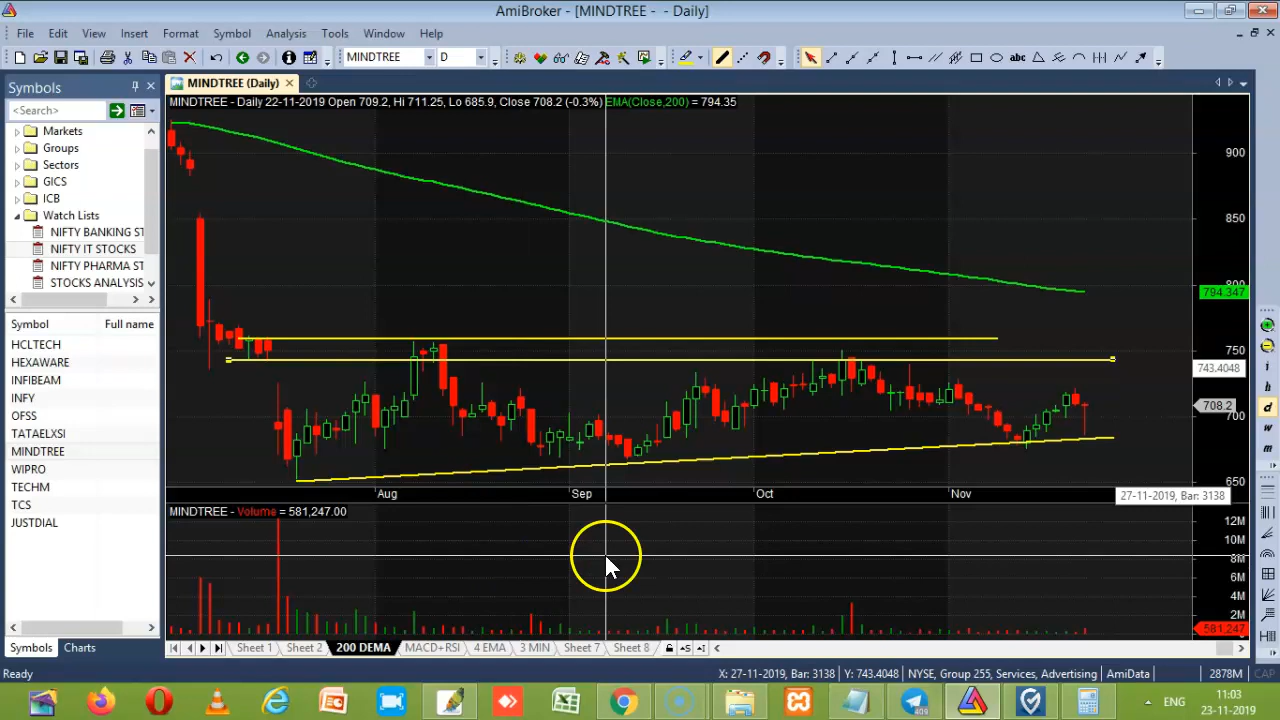 AmiBroker - [MINDTREE - - Daily]
File Edit View Insert Format Symbol Analysis Tools Window Help
MINDTREE D abc
Symbols
MINDTREE (Daily)
<Search>
MINDTREE - Daily 22-11-2019 Open 709.2, Hi 711.25, Lo 685.9, Close 708.2 (-0.3%) EMA(Close,200) = 794.35
Markets
Groups
Sectors
GICS
ICB
Watch Lists
NIFTY BANKING ST
NIFTY IT STOCKS
NIFTY PHARMA ST
STOCKS ANALYSIS
Symbol Full name
HCLTECH
HEXAWARE
INFIBEAM
INFY
OFSS
TATAELXSI
MINDTREE
WIPRO
TECHM
TCS
JUSTDIAL
900
850
800
794.347
750
743.4048
708.2
700
650
Aug Sep Oct Nov
27-11-2019, Bar: 3138
MINDTREE - Volume = 581,247.00
12M
10M
8M
6M
4M
2M
581,247
i
h
d
w
m
Symbols Charts
Sheet 1 Sheet 2 200 DEMA MACD+RSI 4 EMA 3 MIN Sheet 7 Sheet 8
Ready X: 27-11-2019, Bar: 3138 Y: 743.4048 NYSE, Group 255, Services, Advertising AmiData 2878M CAP
ENG
11:03
23-11-2019